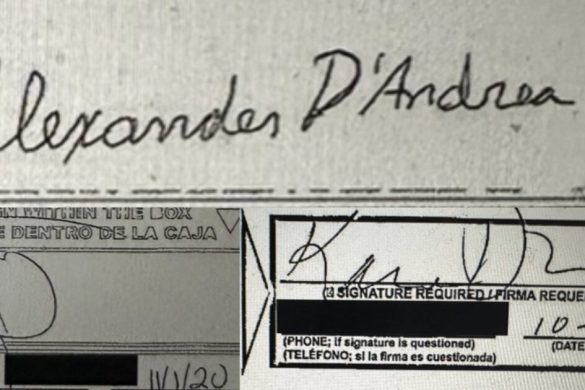 lexander D'Andrea
N WITHIN THE BOX
E DENTRO DE LA CAJA
11/1/20
SIGNATURE REQUIRED / FIRMA REQUE
10-
(PHONE; if signature is questioned)
(DATE
(TELÉFONO; si la firma es cuestionada)